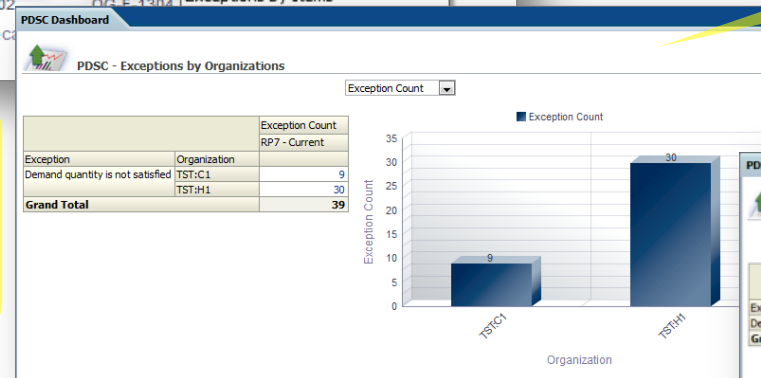 PDSC Dashboard
PDSC - Exceptions by Organizations
Exception Count
Exception Count
RP7 - Current
Exception Organization
Demand quantity is not satisfied TST:C1 9
TST:H1 30
Grand Total 39
Exception Count
35
30
25
20
15
10
5
0
Exception Count
9
30
TST:C1
TST:H1
Organization